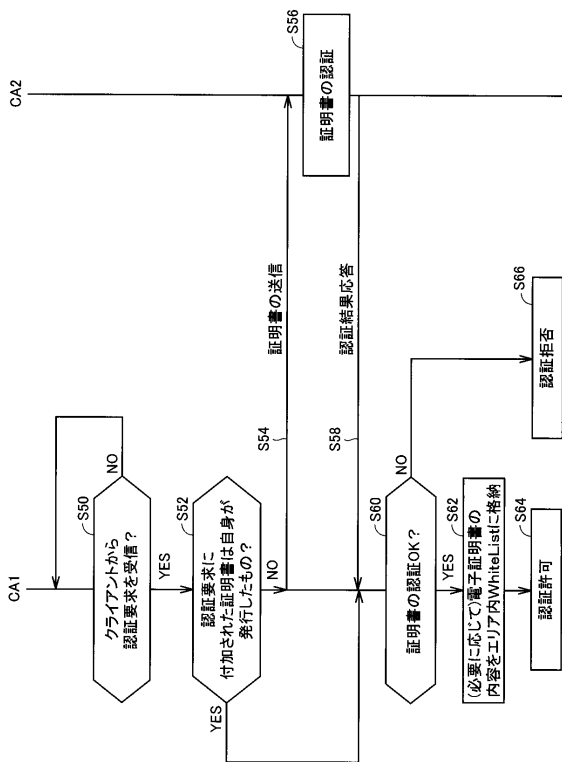 CA1
CA2
S50
クライアントから
認証要求を受信？
NO
YES
S52
認証要求に
付加された証明書は自身が
発行したもの？
YES
NO
S54
証明書の送信
S56
証明書の認証
S58
認証結果応答
S60
証明書の認証OK？
NO
YES
S62
(必要に応じて)電子証明書の
内容をエリア内WhiteListに格納
S64
認証許可
S66
認証拒否